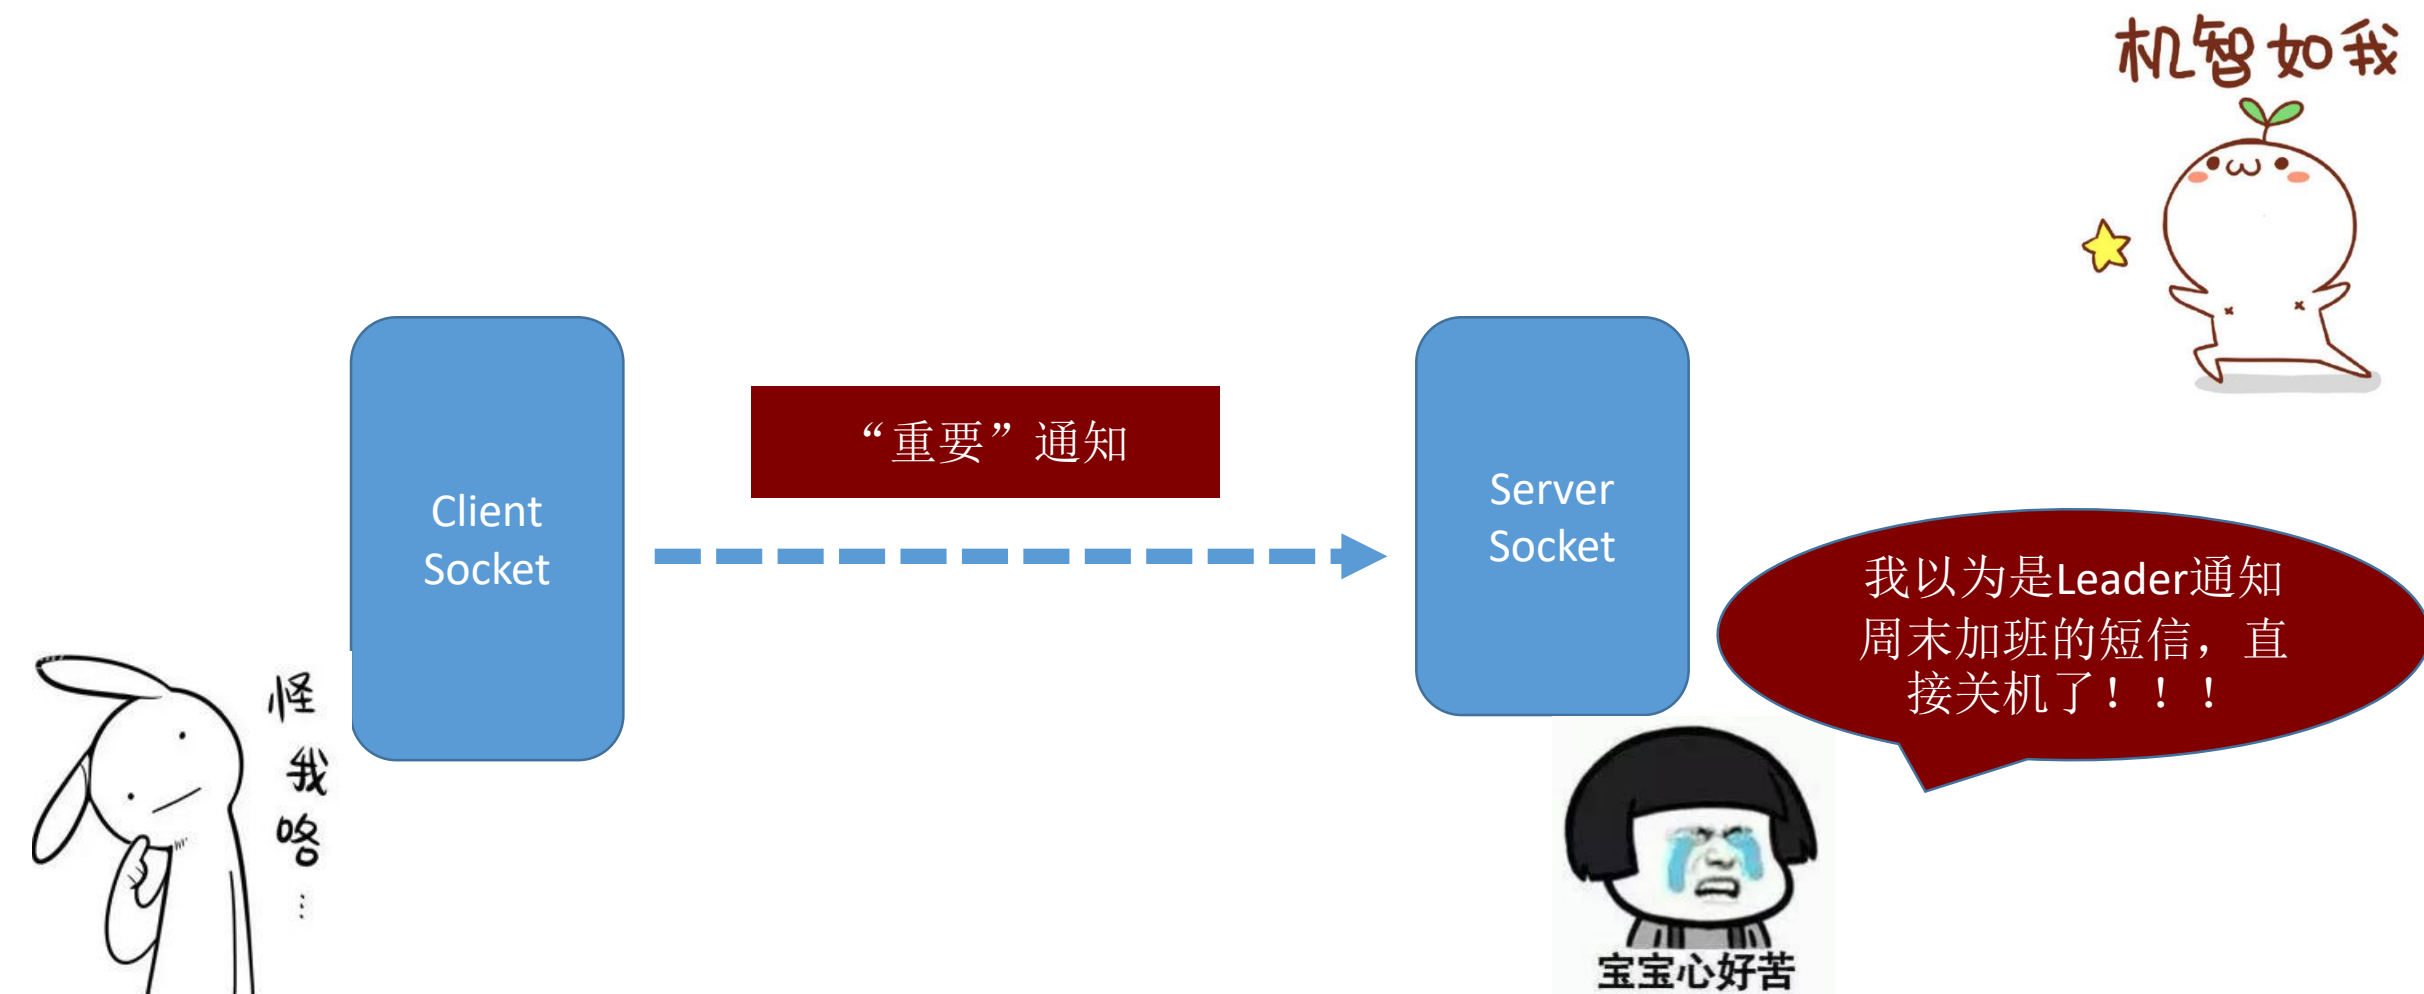 机智如我
“重要”通知
Client
Socket
Server
Socket
我以为是Leader通知
周末加班的短信，直
接关机了！！！
怪
我
咯
...
宝宝心好苦